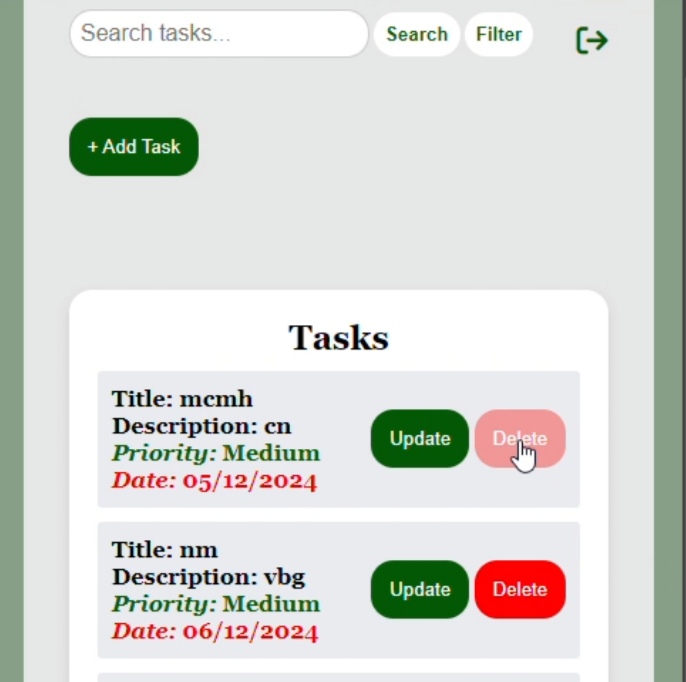 Search tasks...
Search
Filter
+ Add Task
Tasks
Title: mcmh
Description: cn
Priority: Medium
Date: 05/12/2024
Update
Delete
Title: nm
Description: vbg
Priority: Medium
Date: 06/12/2024
Update
Delete